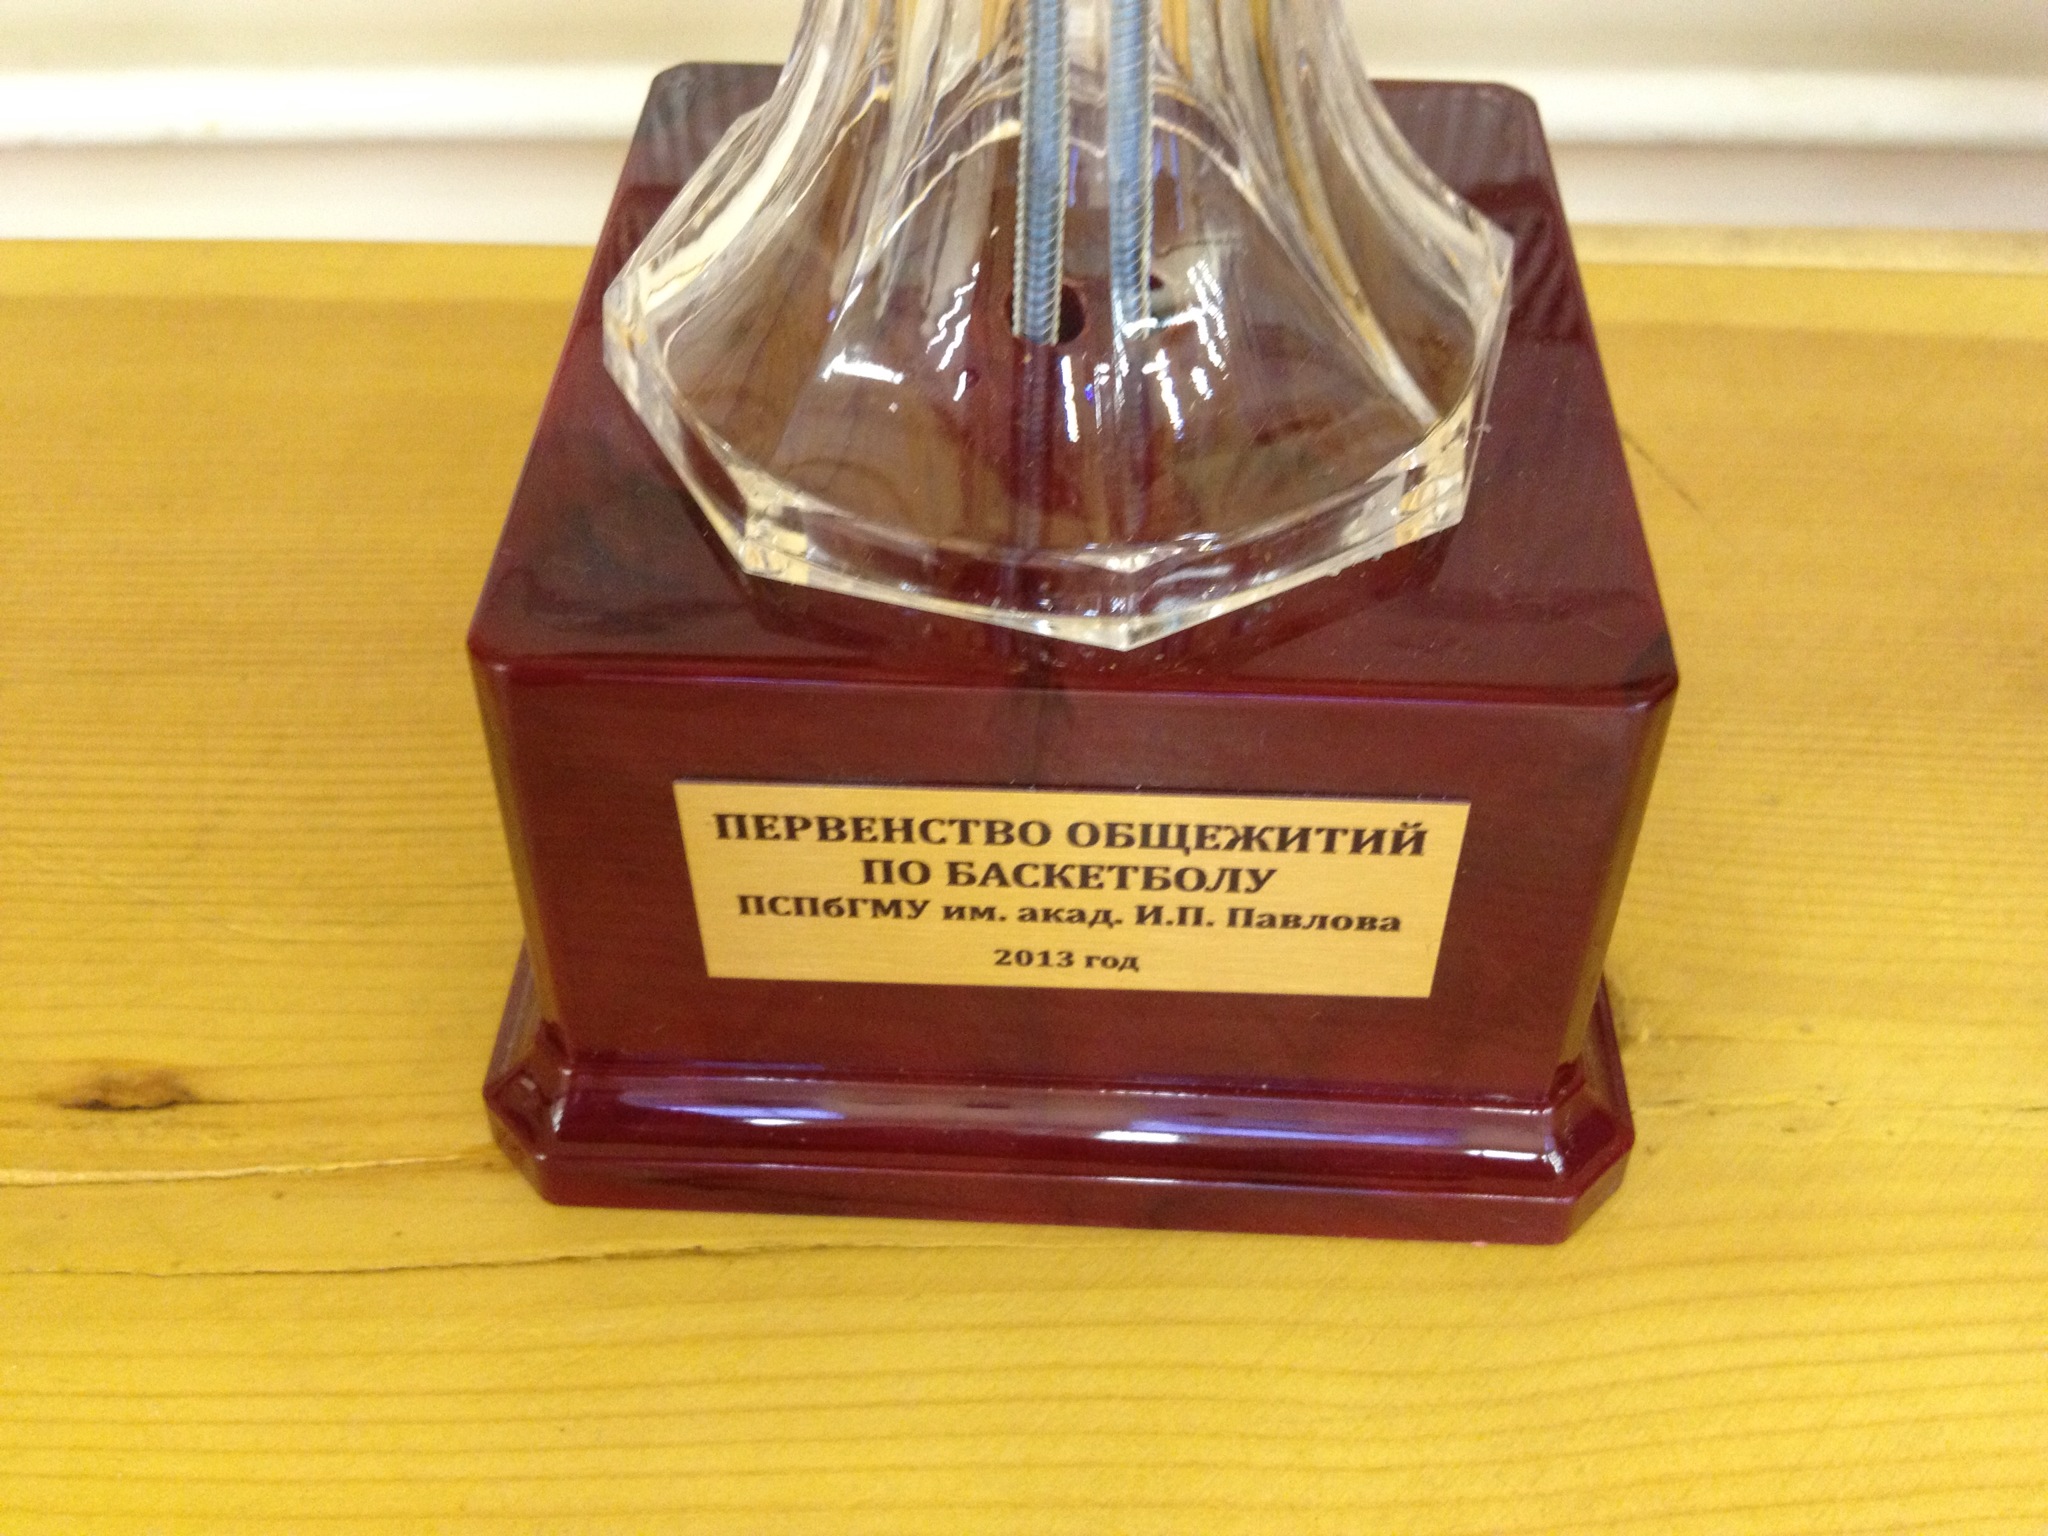 ПЕРВЕНСТВО ОБЩЕЖИТИЙ
ПО БАСКЕТБОЛУ
ПСПбГМУ им. акад. И.П. Павлова
2013 год